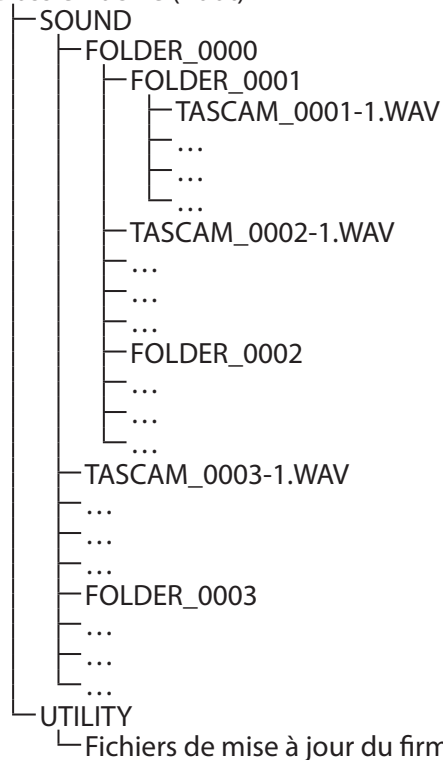 SOUND
FOLDER_0000
FOLDER_0001
TASCAM_0001-1.WAV
...
...
...
TASCAM_0002-1.WAV
...
...
...
FOLDER_0002
...
...
...
TASCAM_0003-1.WAV
...
...
...
FOLDER_0003
...
...
...
UTILITY
Fichiers de mise à jour du